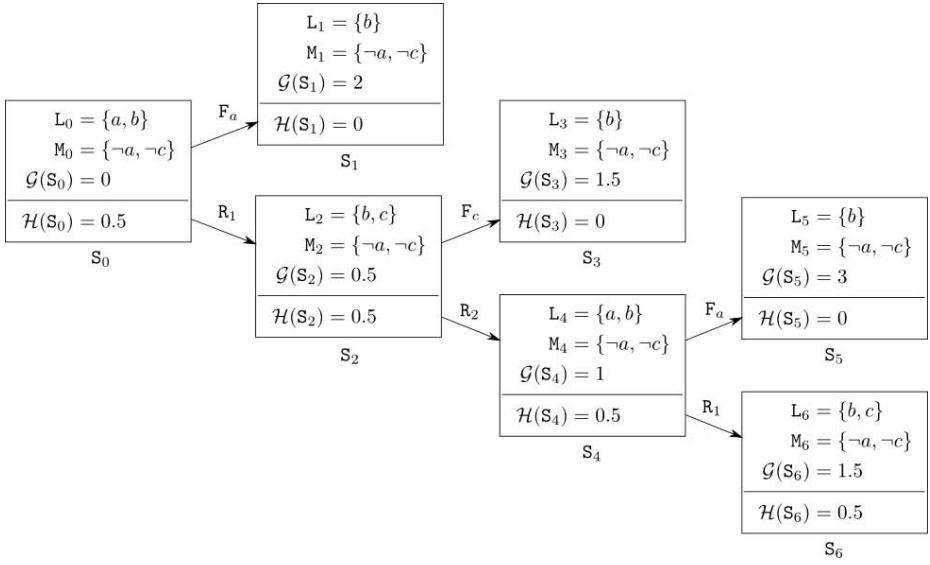 L₁ = {b}
M₁ = {¬a, ¬c}
𝒢(S₁) = 2
ℋ(S₁) = 0
S₁
Fₐ
L₀ = {a, b}
M₀ = {¬a, ¬c}
𝒢(S₀) = 0
ℋ(S₀) = 0.5
S₀
R₁
L₂ = {b, c}
M₂ = {¬a, ¬c}
𝒢(S₂) = 0.5
ℋ(S₂) = 0.5
S₂
F_c
L₃ = {b}
M₃ = {¬a, ¬c}
𝒢(S₃) = 1.5
ℋ(S₃) = 0
S₃
R₂
L₄ = {a, b}
M₄ = {¬a, ¬c}
𝒢(S₄) = 1
ℋ(S₄) = 0.5
S₄
Fₐ
L₅ = {b}
M₅ = {¬a, ¬c}
𝒢(S₅) = 3
ℋ(S₅) = 0
S₅
R₁
L₆ = {b, c}
M₆ = {¬a, ¬c}
𝒢(S₆) = 1.5
ℋ(S₆) = 0.5
S₆